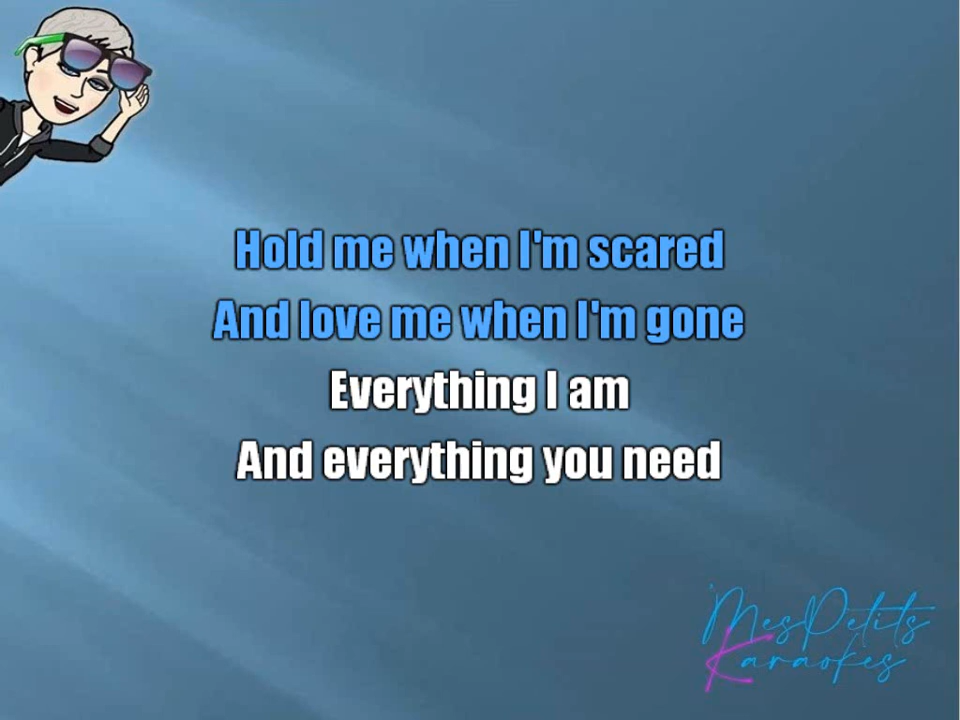 Hold me when I'm scared
And love me when I'm gone
Everything I am
And everything you need
MesPetits
Karaokes